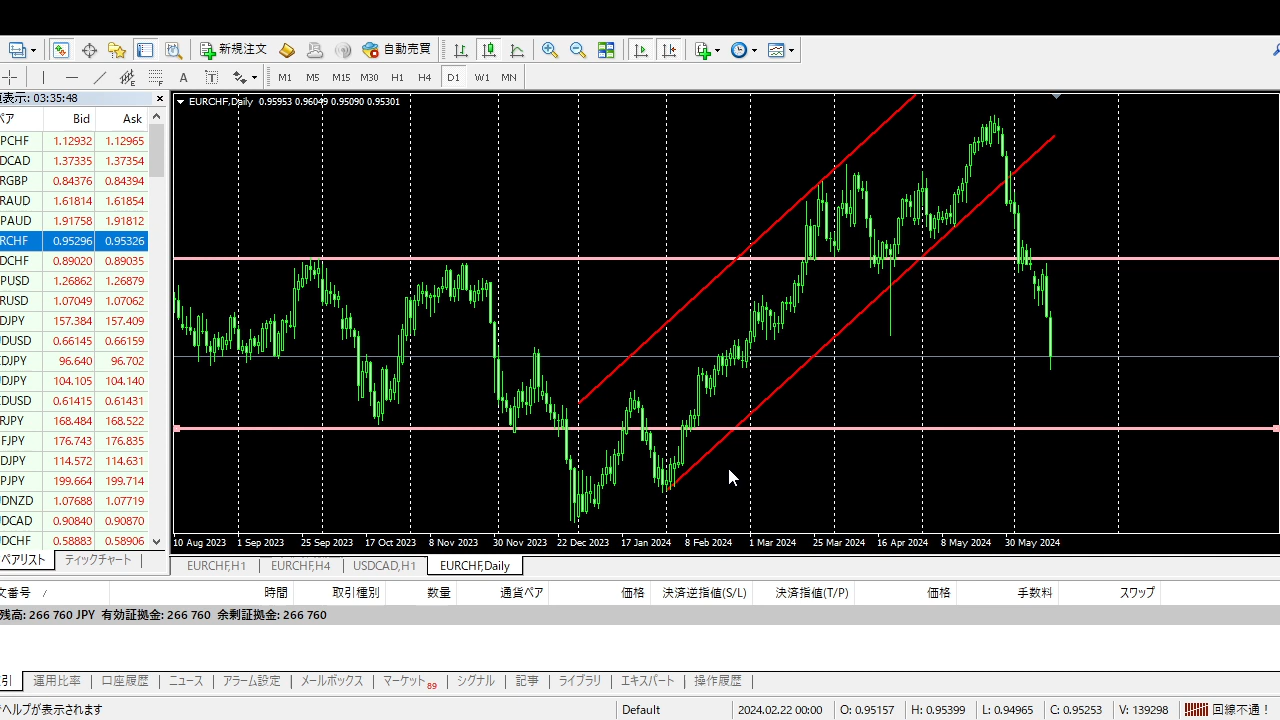 新規注文 自動売買
M1 M5 M15 M30 H1 H4 D1 W1 MN
直表示: 03:35:48
ペア Bid Ask
PCHF 1.12932 1.12965
DCAD 1.37335 1.37354
RGBP 0.84376 0.84394
RAUD 1.61814 1.61854
PAUD 1.91758 1.91812
RCHF 0.95296 0.95326
DCHF 0.89020 0.89035
PUSD 1.26862 1.26879
RUSD 1.07049 1.07062
DJPY 157.384 157.409
DUSD 0.66145 0.66159
ZDJPY 96.640 96.702
DJPY 104.105 104.140
ZDUSD 0.61415 0.61431
RJPY 168.484 168.522
FJPY 176.743 176.835
DJPY 114.572 114.631
PJPY 199.664 199.714
DNZD 1.07688 1.07719
DCAD 0.90840 0.90870
DCHF 0.58883 0.58906
ペアリスト ティックチャート
EURCHF,Daily 0.95953 0.96049 0.95090 0.95301
10 Aug 2023 1 Sep 2023 25 Sep 2023 17 Oct 2023 8 Nov 2023 30 Nov 2023 22 Dec 2023 17 Jan 2024 8 Feb 2024 1 Mar 2024 25 Mar 2024 16 Apr 2024 8 May 2024 30 May 2024
EURCHF,H1 EURCHF,H4 USDCAD,H1 EURCHF,Daily
文番号 / 時間 取引種別 数量 通貨ペア 価格 決済逆指値(S/L) 決済指値(T/P) 価格 手数料 スワップ
残高: 266 760 JPY 有効証拠金: 266 760 余剰証拠金: 266 760
引 運用比率 口座履歴 ニュース アラーム設定 メールボックス マーケット89 シグナル 記事 ライブラリ エキスパート 操作履歴
ヘルプが表示されます Default 2024.02.22 00:00 O: 0.95157 H: 0.95399 L: 0.94965 C: 0.95253 V: 139298 回線不通！